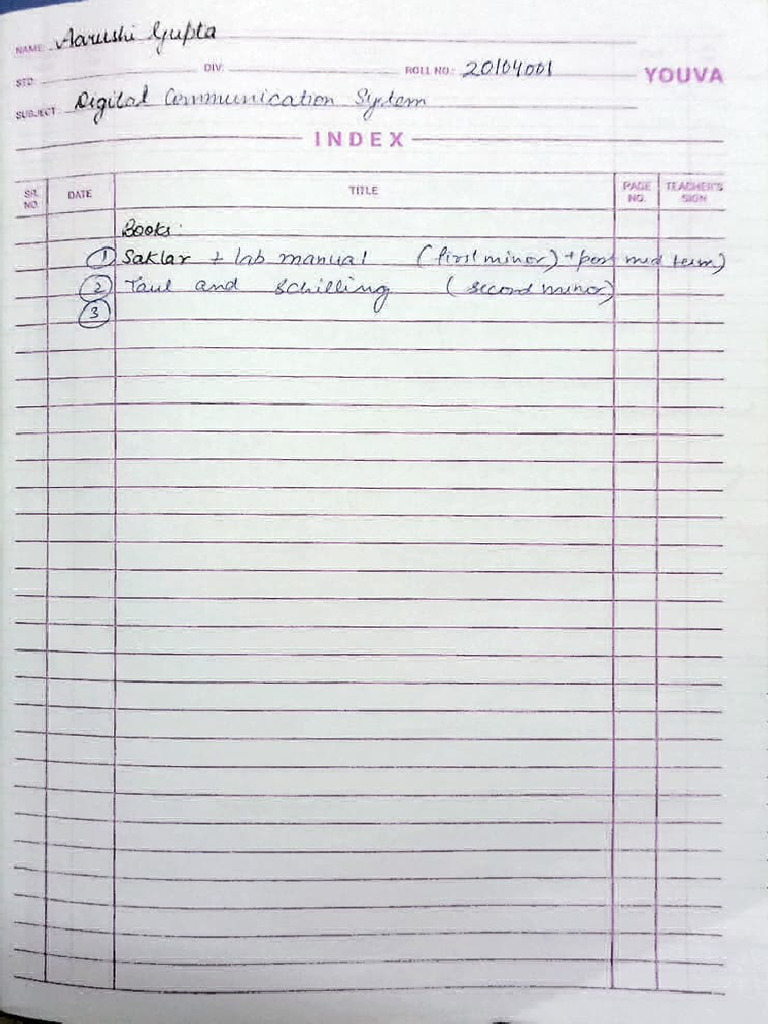 NAME: Aarushi Gupta
STD: DIV: ROLL NO.: 20104001 YOUVA
SUBJECT: Digital Communication System
INDEX
SR. NO. DATE TITLE PAGE NO. TEACHER'S SIGN
Books:
1 Saklar + lab manual (first minor) + post mid term)
2 Taul and Schilling (second minor)
3